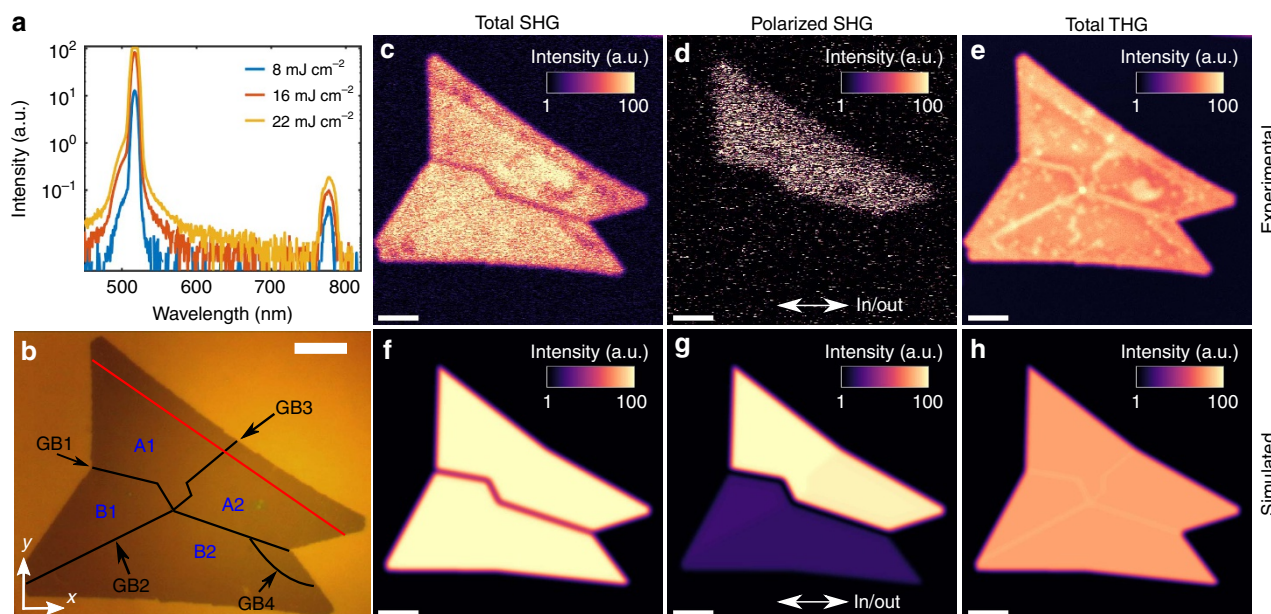 Total SHG
Polarized SHG
Total THG
a
10²
10¹
10⁰
10⁻¹
Intensity (a.u.)
8 mJ cm⁻²
16 mJ cm⁻²
22 mJ cm⁻²
500
600
700
800
Wavelength (nm)
c
Intensity (a.u.)
1
100
d
Intensity (a.u.)
1
100
In/out
e
Intensity (a.u.)
1
100
Experimental
b
GB3
GB1
A1
A2
B1
B2
y
x
GB2
GB4
f
Intensity (a.u.)
1
100
g
Intensity (a.u.)
1
100
In/out
h
Intensity (a.u.)
1
100
Simulated